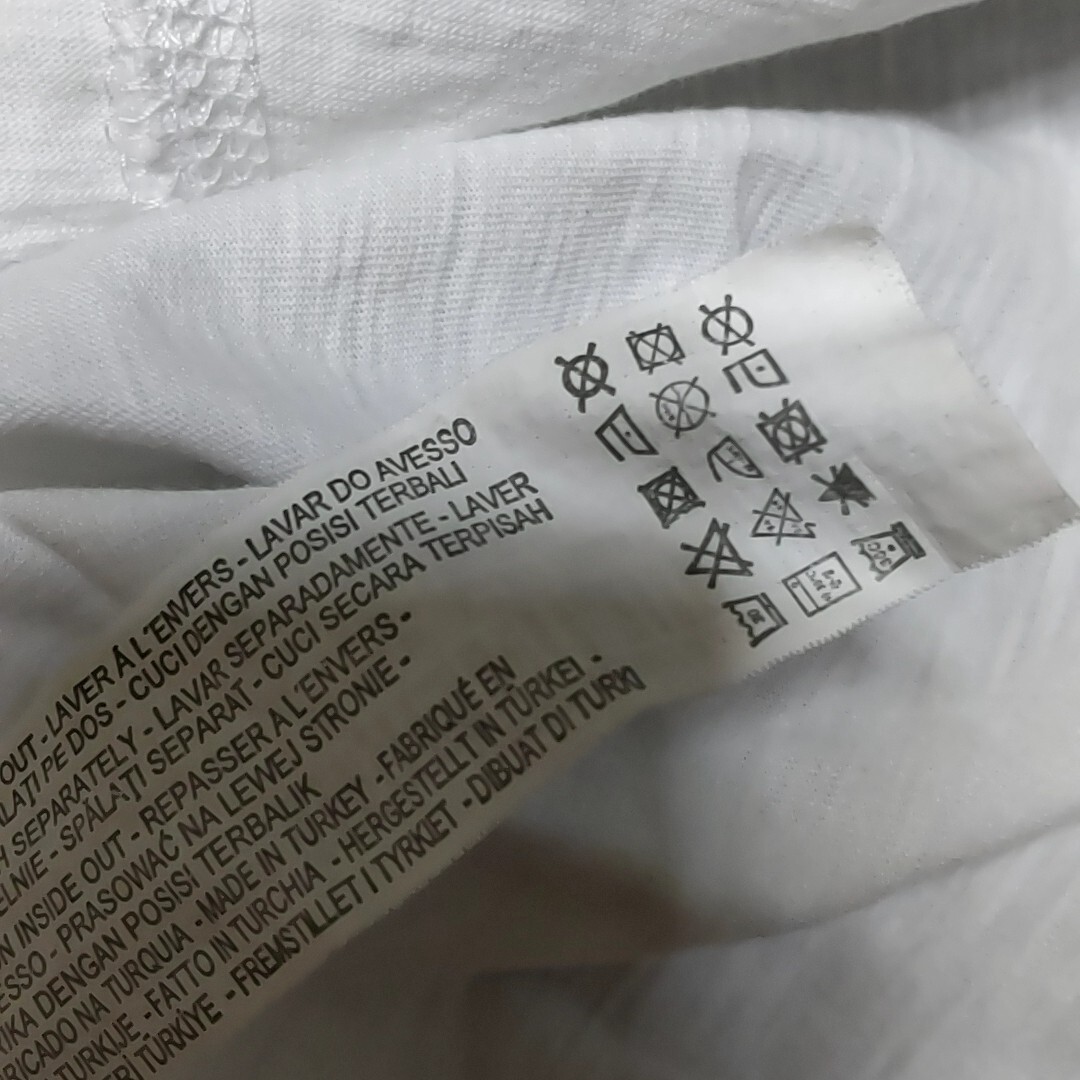 OUT - LAVER À L'ENVERS - LAVAR DO AVESSO
PE DOS - CUCI DENGAN POSISI TERBALI
SEPARATELY - LAVAR SEPARADAMENTE - LAVER
- SPĂLAȚI SEPARAT - CUCI SECARA TERPISAH
INSIDE OUT - REPASSER A L'ENVERS -
- PRASOWAĆ NA LEWEJ STRONIE -
DENGAN POSISI TERBALIK
NA TURQUIA - MADE IN TURKEY - FABRIQUÉ EN
- FATTO IN TURCHIA - HERGESTELLT IN TÜRKEI -
TÜRKİYE - FREMSTILLET I TYRKIET - DIBUAT DI TURKI